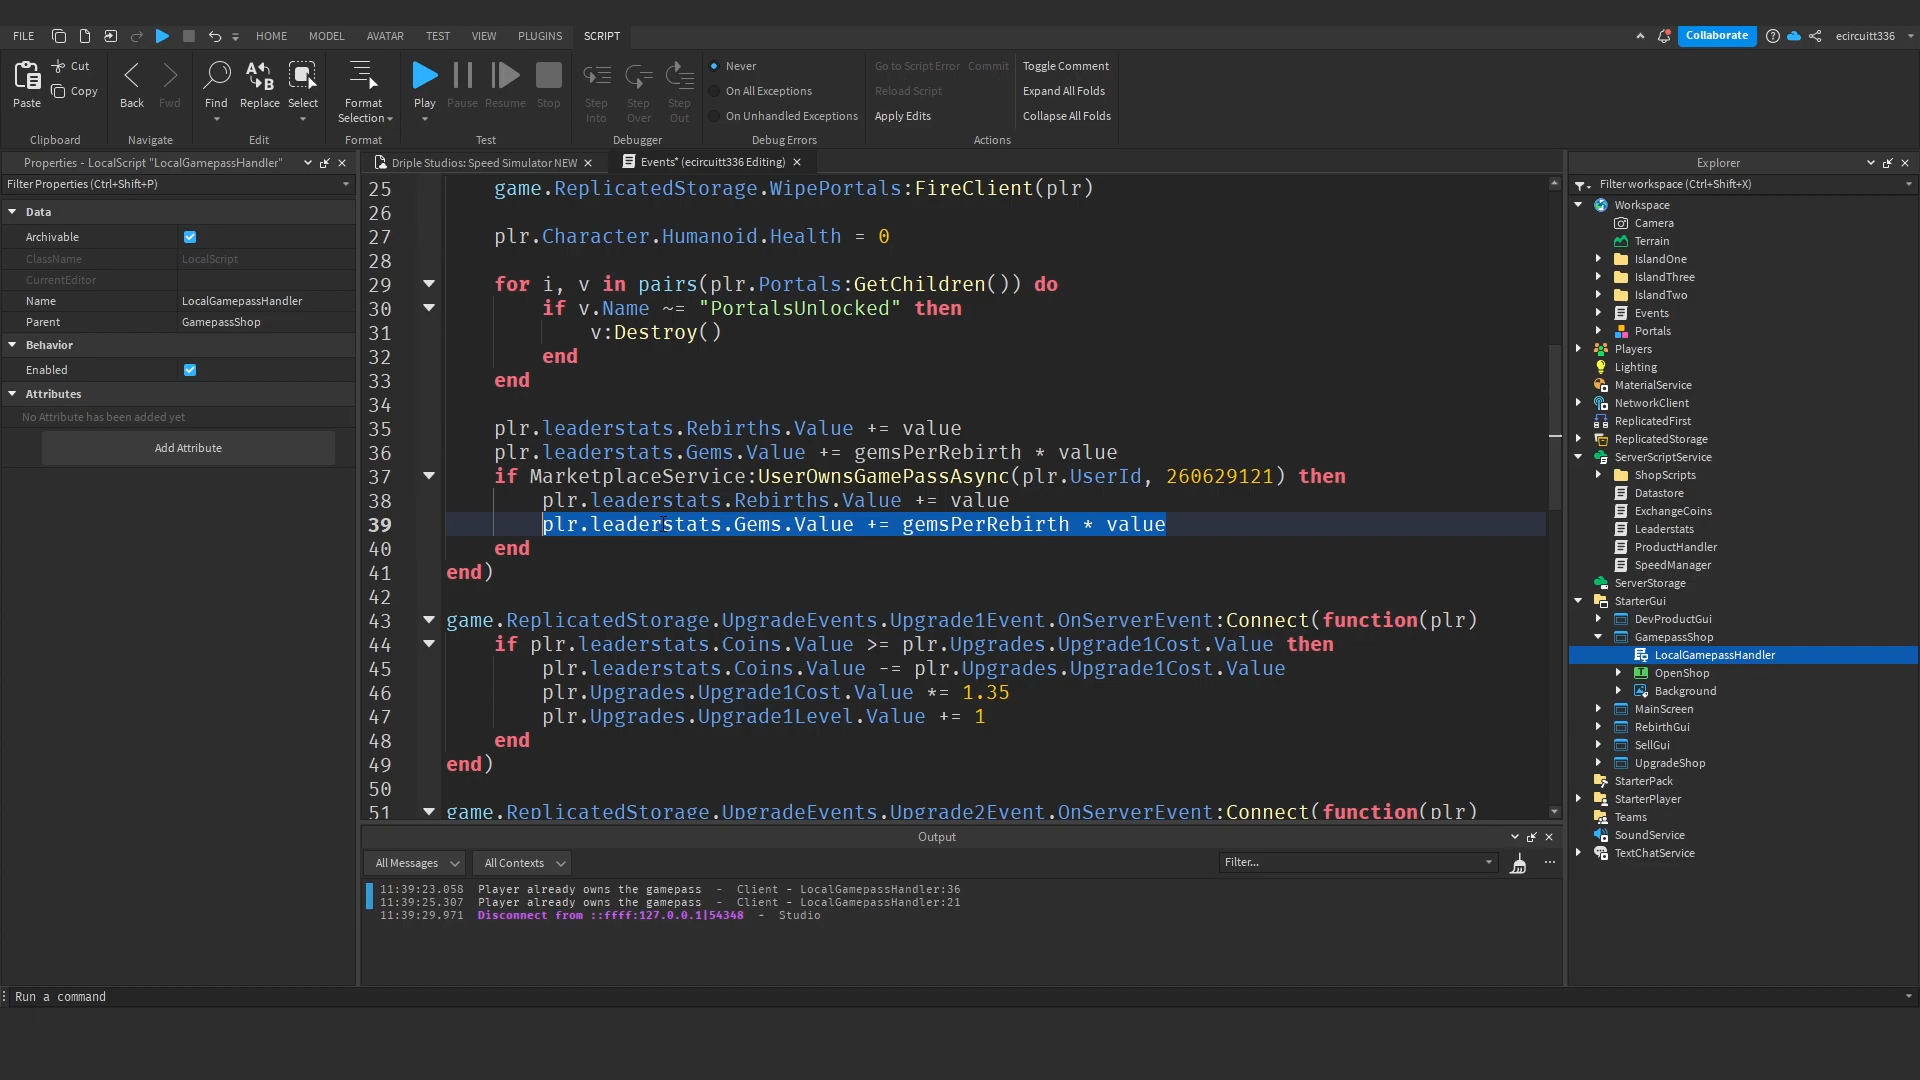 FILE HOME MODEL AVATAR TEST VIEW PLUGINS SCRIPT Collaborate ecircuitt336
Paste Cut Copy Back Fwd Find Replace Select Format Selection Play Pause Resume Stop Step Into Step Over Step Out
Never
On All Exceptions
On Unhandled Exceptions
Go to Script Error Commit
Reload Script
Apply Edits
Toggle Comment
Expand All Folds
Collapse All Folds
Clipboard Navigate Edit Format Test Debugger Debug Errors Actions
Properties - LocalScript "LocalGamepassHandler"
Filter Properties (Ctrl+Shift+P)
Data
Archivable
ClassName LocalScript
CurrentEditor
Name LocalGamepassHandler
Parent GamepassShop
Behavior
Enabled
Attributes
No Attribute has been added yet
Add Attribute
Driple Studios: Speed Simulator NEW
Events* (ecircuitt336 Editing)
25 game.ReplicatedStorage.WipePortals:FireClient(plr)
26
27 plr.Character.Humanoid.Health = 0
28
29 for i, v in pairs(plr.Portals:GetChildren()) do
30 if v.Name ~= "PortalsUnlocked" then
31 v:Destroy()
32 end
33 end
34
35 plr.leaderstats.Rebirths.Value += value
36 plr.leaderstats.Gems.Value += gemsPerRebirth * value
37 if MarketplaceService:UserOwnsGamePassAsync(plr.UserId, 260629121) then
38 plr.leaderstats.Rebirths.Value += value
39 plr.leaderstats.Gems.Value += gemsPerRebirth * value
40 end
41 end)
42
43 game.ReplicatedStorage.UpgradeEvents.Upgrade1Event.OnServerEvent:Connect(function(plr)
44 if plr.leaderstats.Coins.Value >= plr.Upgrades.Upgrade1Cost.Value then
45 plr.leaderstats.Coins.Value -= plr.Upgrades.Upgrade1Cost.Value
46 plr.Upgrades.Upgrade1Cost.Value *= 1.35
47 plr.Upgrades.Upgrade1Level.Value += 1
48 end
49 end)
50
51 game.ReplicatedStorage.UpgradeEvents.Upgrade2Event.OnServerEvent:Connect(function(plr)
Output
All Messages All Contexts Filter...
11:39:23.058 Player already owns the gamepass - Client - LocalGamepassHandler:36
11:39:25.307 Player already owns the gamepass - Client - LocalGamepassHandler:21
11:39:29.971 Disconnect from ::ffff:127.0.0.1|54348 - Studio
Run a command
Explorer
Filter workspace (Ctrl+Shift+X)
Workspace
Camera
Terrain
IslandOne
IslandThree
IslandTwo
Events
Portals
Players
Lighting
MaterialService
NetworkClient
ReplicatedFirst
ReplicatedStorage
ServerScriptService
ShopScripts
Datastore
ExchangeCoins
Leaderstats
ProductHandler
SpeedManager
ServerStorage
StarterGui
DevProductGui
GamepassShop
LocalGamepassHandler
OpenShop
Background
MainScreen
RebirthGui
SellGui
UpgradeShop
StarterPack
StarterPlayer
Teams
SoundService
TextChatService